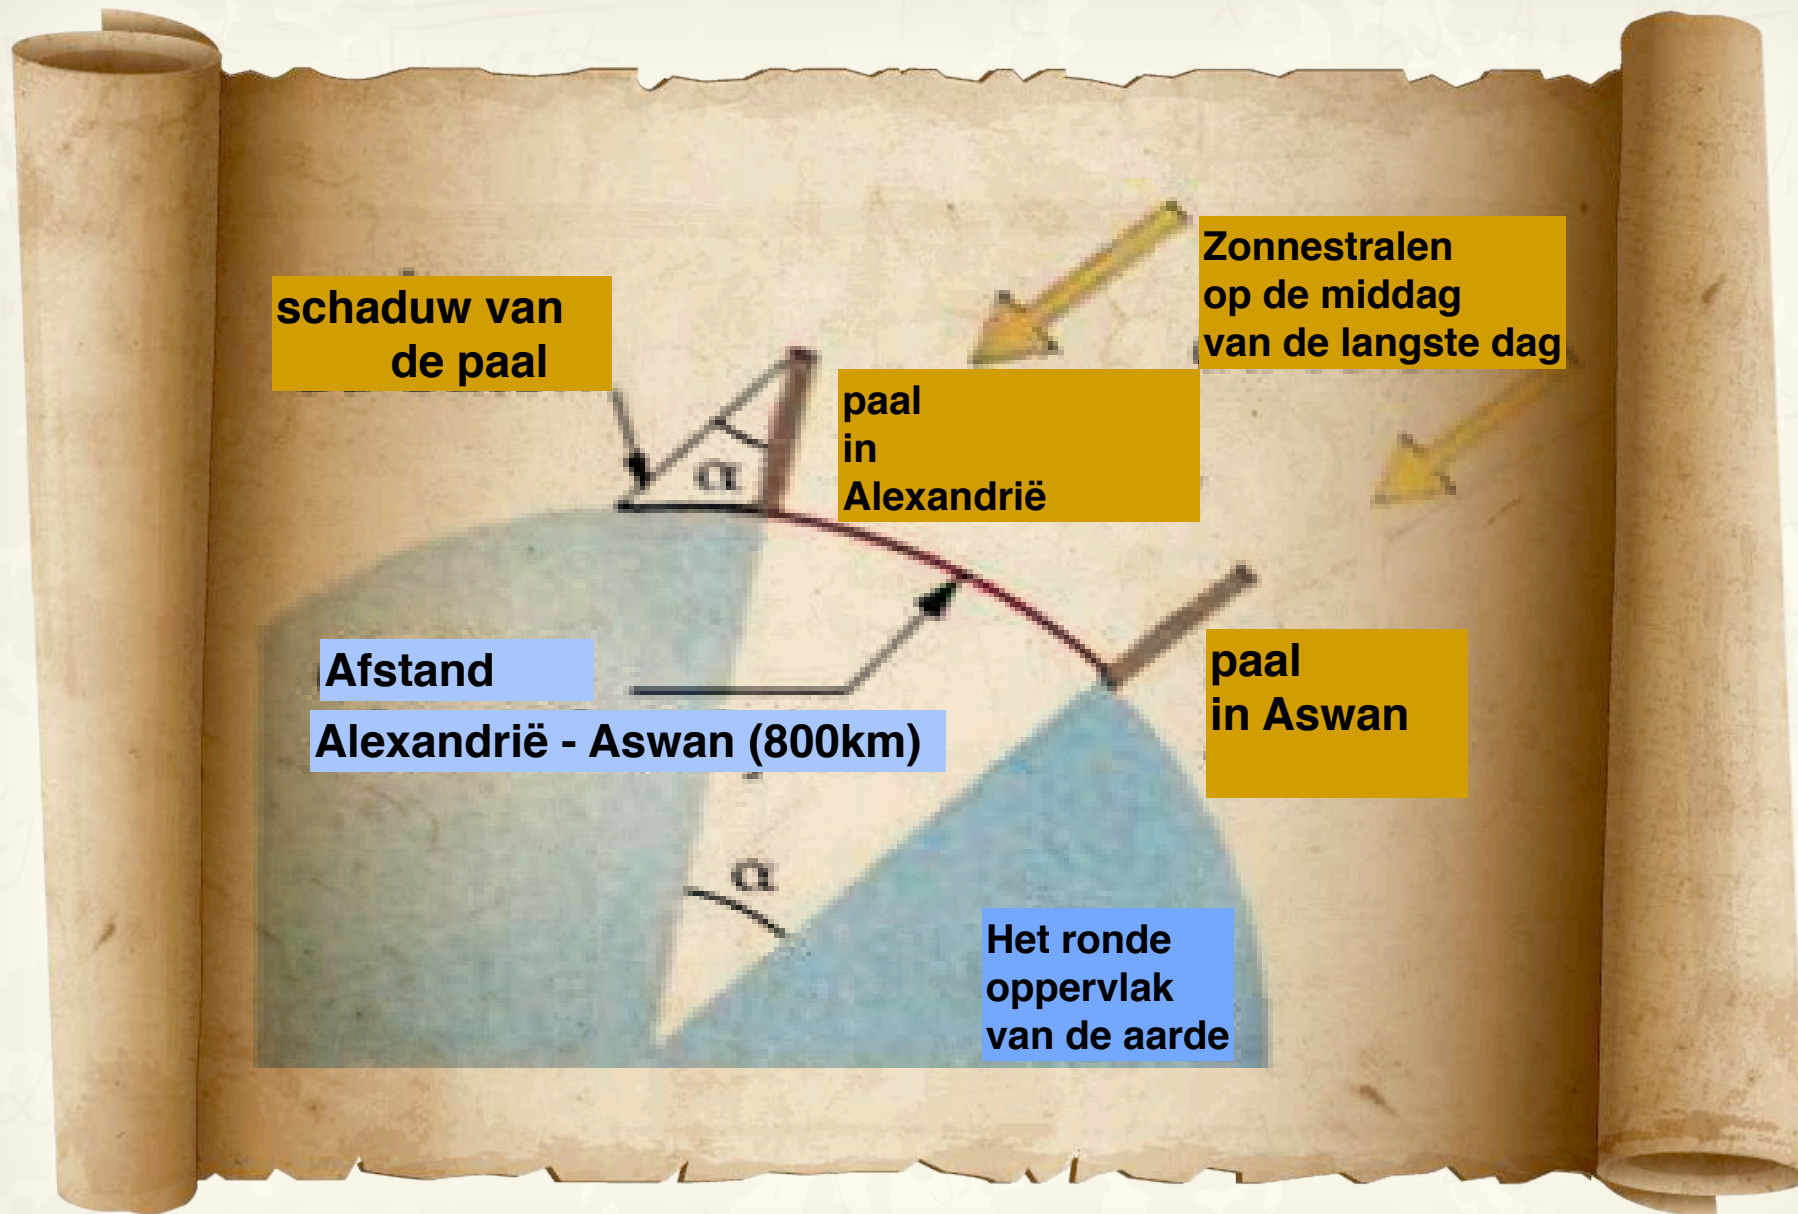 Zonnestralen
op de middag
van de langste dag
schaduw van
de paal
paal
in
Alexandrië
α
Afstand
Alexandrië - Aswan (800km)
paal
in Aswan
α
Het ronde
oppervlak
van de aarde